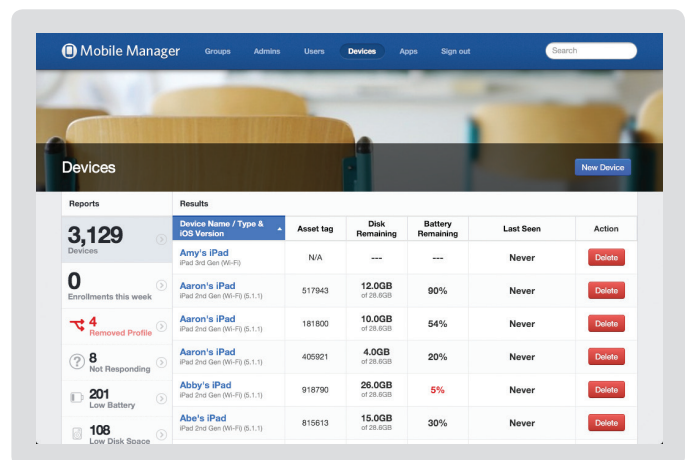 Mobile Manager
Groups Admins Users Devices Apps Sign out
Search
Devices
New Device
Reports
Results
3,129
Devices
0
Enrollments this week
4
Removed Profile
8
Not Responding
201
Low Battery
108
Low Disk Space
Device Name / Type &
iOS Version
Asset tag
Disk
Remaining
Battery
Remaining
Last Seen
Action
Amy's iPad
iPad 3rd Gen (Wi-Fi)
N/A
---
---
Never
Delete
Aaron's iPad
iPad 2nd Gen (Wi-Fi) (5.1.1)
517943
12.0GB
of 28.6GB
90%
Never
Delete
Aaron's iPad
iPad 2nd Gen (Wi-Fi) (5.1.1)
181800
10.0GB
of 28.6GB
54%
Never
Delete
Aaron's iPad
iPad 2nd Gen (Wi-Fi) (5.1.1)
405921
4.0GB
of 28.6GB
20%
Never
Delete
Abby's iPad
iPad 2nd Gen (Wi-Fi) (5.1.1)
918790
26.0GB
of 28.6GB
5%
Never
Delete
Abe's iPad
iPad 2nd Gen (Wi-Fi) (5.1.1)
815613
15.0GB
of 28.6GB
30%
Never
Delete